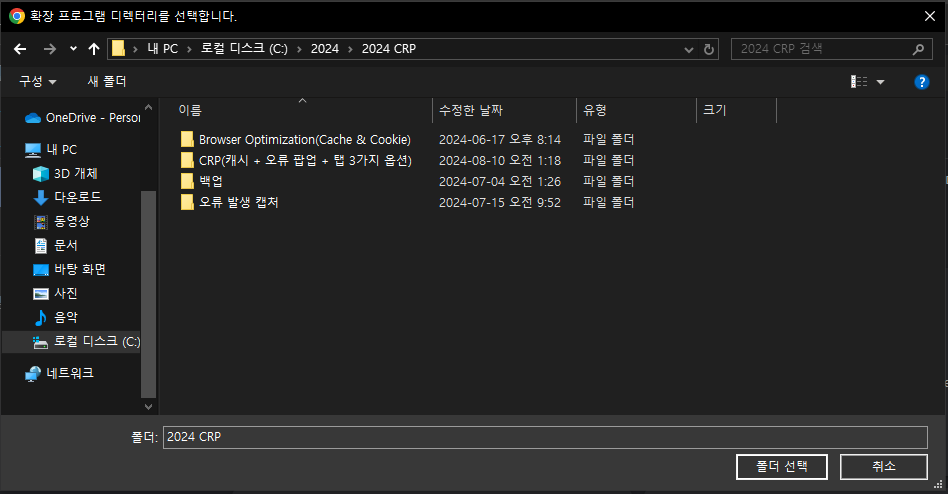 확장 프로그램 디렉터리를 선택합니다.
내 PC › 로컬 디스크 (C:) › 2024 › 2024 CRP
2024 CRP 검색
구성 새 폴더
이름 수정한 날짜 유형 크기
OneDrive - Person
내 PC
3D 개체
다운로드
동영상
문서
바탕 화면
사진
음악
로컬 디스크 (C:)
네트워크
Browser Optimization(Cache & Cookie) 2024-06-17 오후 8:14 파일 폴더
CRP(캐시 + 오류 팝업 + 탭 3가지 옵션) 2024-08-10 오전 1:18 파일 폴더
백업 2024-07-04 오전 1:26 파일 폴더
오류 발생 캡처 2024-07-15 오전 9:52 파일 폴더
폴더: 2024 CRP
폴더 선택 취소